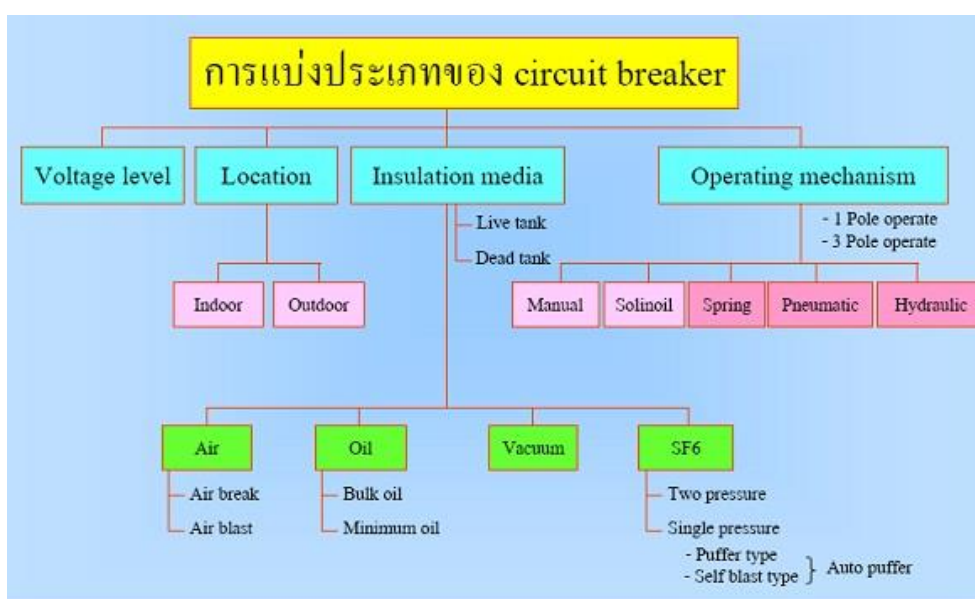 การแบ่งประเภทของ circuit breaker
Voltage level
Location
Insulation media
Operating mechanism
Live tank
Dead tank
- 1 Pole operate
- 3 Pole operate
Indoor
Outdoor
Manual
Solinoil
Spring
Pneumatic
Hydraulic
Air
Oil
Vacuum
SF6
Air break
Air blast
Bulk oil
Minimum oil
Two pressure
Single pressure
- Puffer type
- Self blast type
Auto puffer